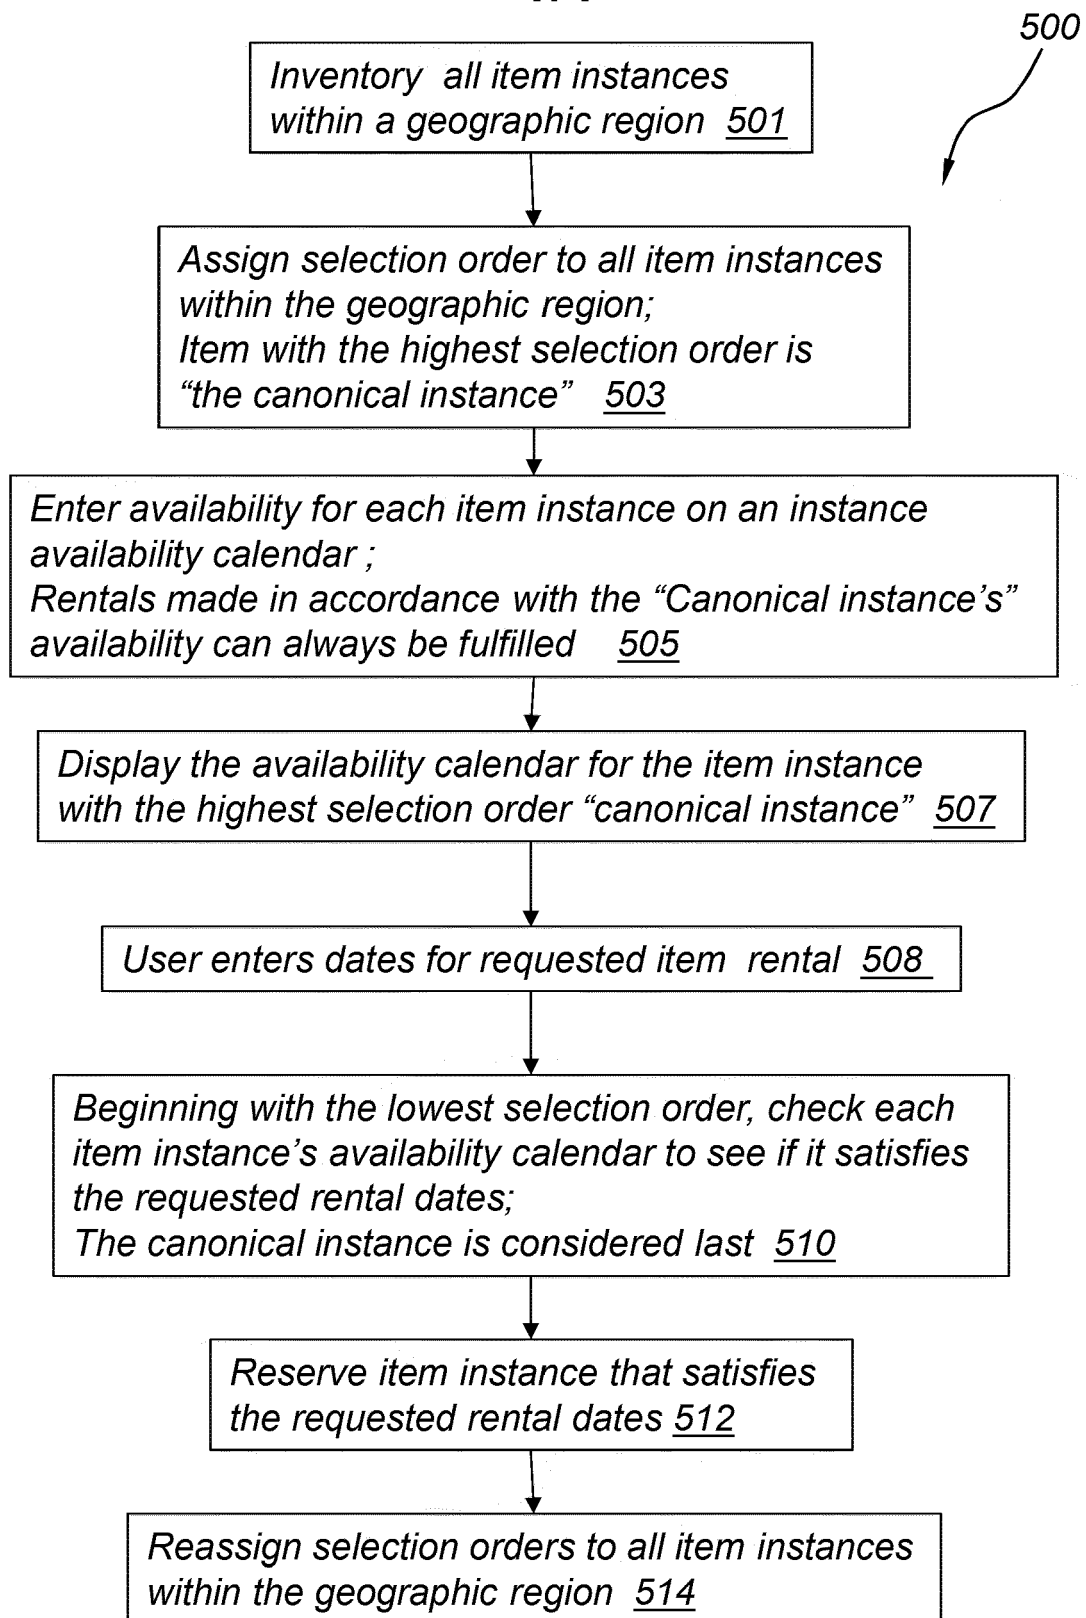 500
Inventory all item instances
within a geographic region 501
Assign selection order to all item instances
within the geographic region;
Item with the highest selection order is
“the canonical instance” 503
Enter availability for each item instance on an instance
availability calendar ;
Rentals made in accordance with the “Canonical instance’s”
availability can always be fulfilled 505
Display the availability calendar for the item instance
with the highest selection order “canonical instance” 507
User enters dates for requested item rental 508
Beginning with the lowest selection order, check each
item instance’s availability calendar to see if it satisfies
the requested rental dates;
The canonical instance is considered last 510
Reserve item instance that satisfies
the requested rental dates 512
Reassign selection orders to all item instances
within the geographic region 514